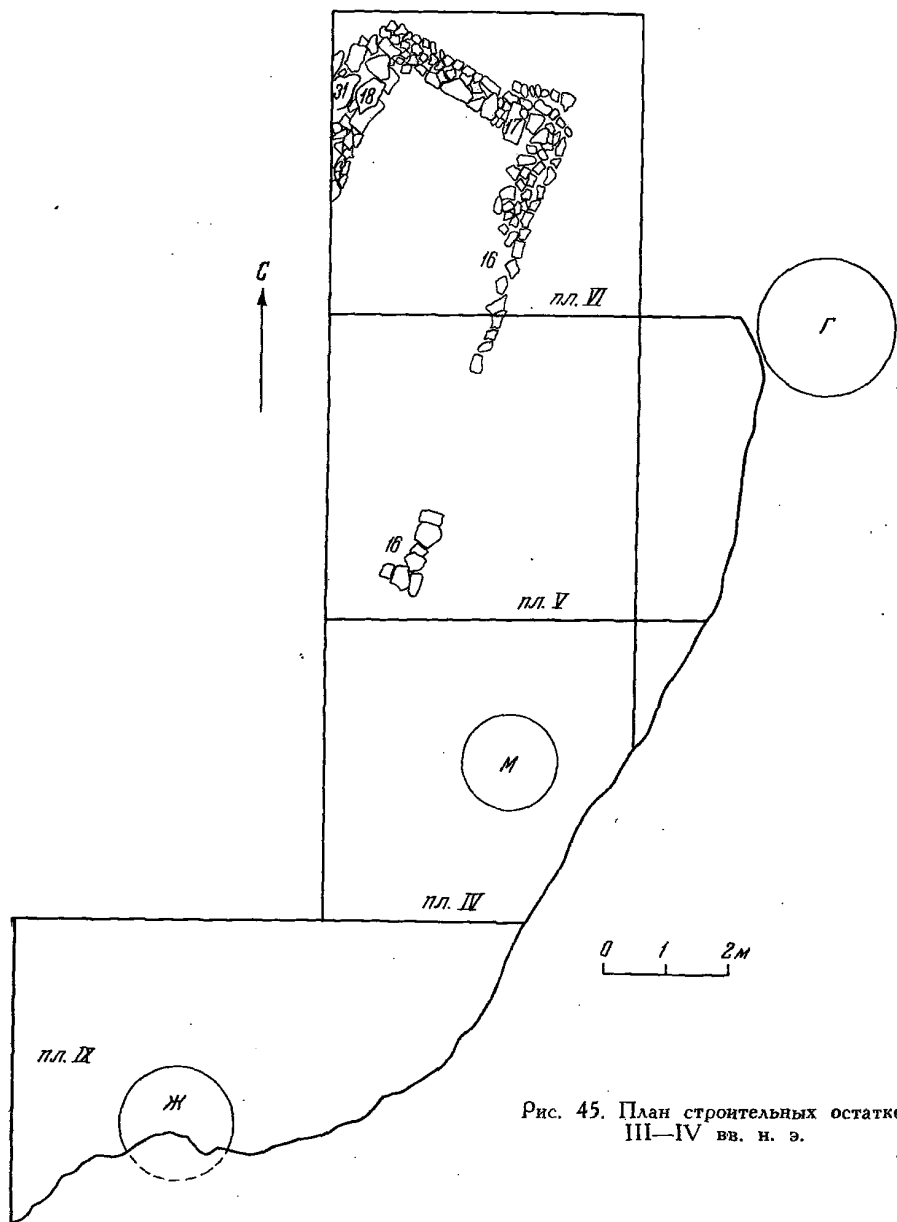 31 18
17
С
16
пл. VI
Г
16
пл. V
М
пл. IV
0 1 2м
пл. IX
Ж
Рис. 45. План строительных остатк
III—IV вв. н. э.